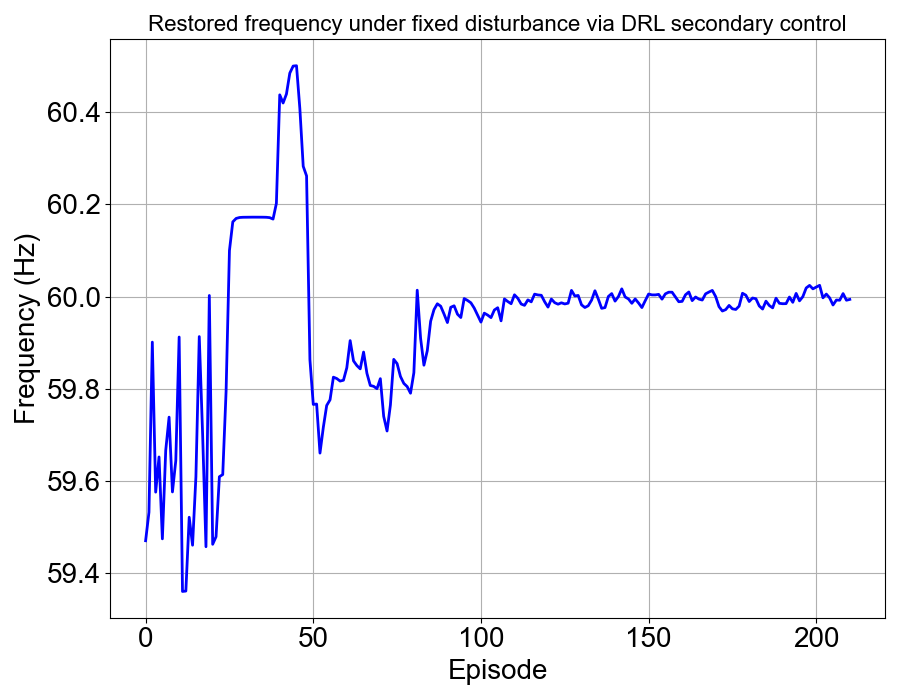 Restored frequency under fixed disturbance via DRL secondary control
60.4
60.2
60.0
59.8
59.6
59.4
Frequency (Hz)
0 50 100 150 200
Episode